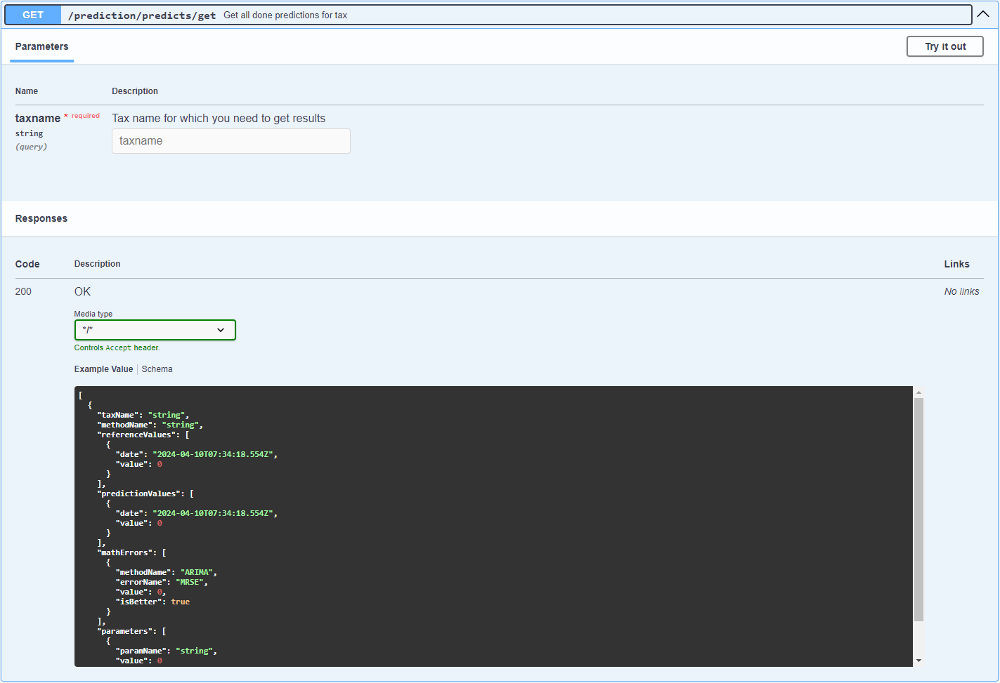 GET /prediction/predicts/get Get all done predictions for tax
Parameters
Try it out
Name Description
taxname * required Tax name for which you need to get results
string
(query)
taxname
Responses
Code Description Links
200 OK No links
Media type
*/*
Controls Accept header.
Example Value Schema
[
  {
    "taxName": "string",
    "methodName": "string",
    "referenceValues": [
      {
        "date": "2024-04-10T07:34:18.554Z",
        "value": 0
      }
    ],
    "predictionValues": [
      {
        "date": "2024-04-10T07:34:18.554Z",
        "value": 0
      }
    ],
    "mathErrors": [
      {
        "methodName": "ARIMA",
        "errorName": "MRSE",
        "value": 0,
        "isBetter": true
      }
    ],
    "parameters": [
      {
        "paramName": "string",
        "value": 0